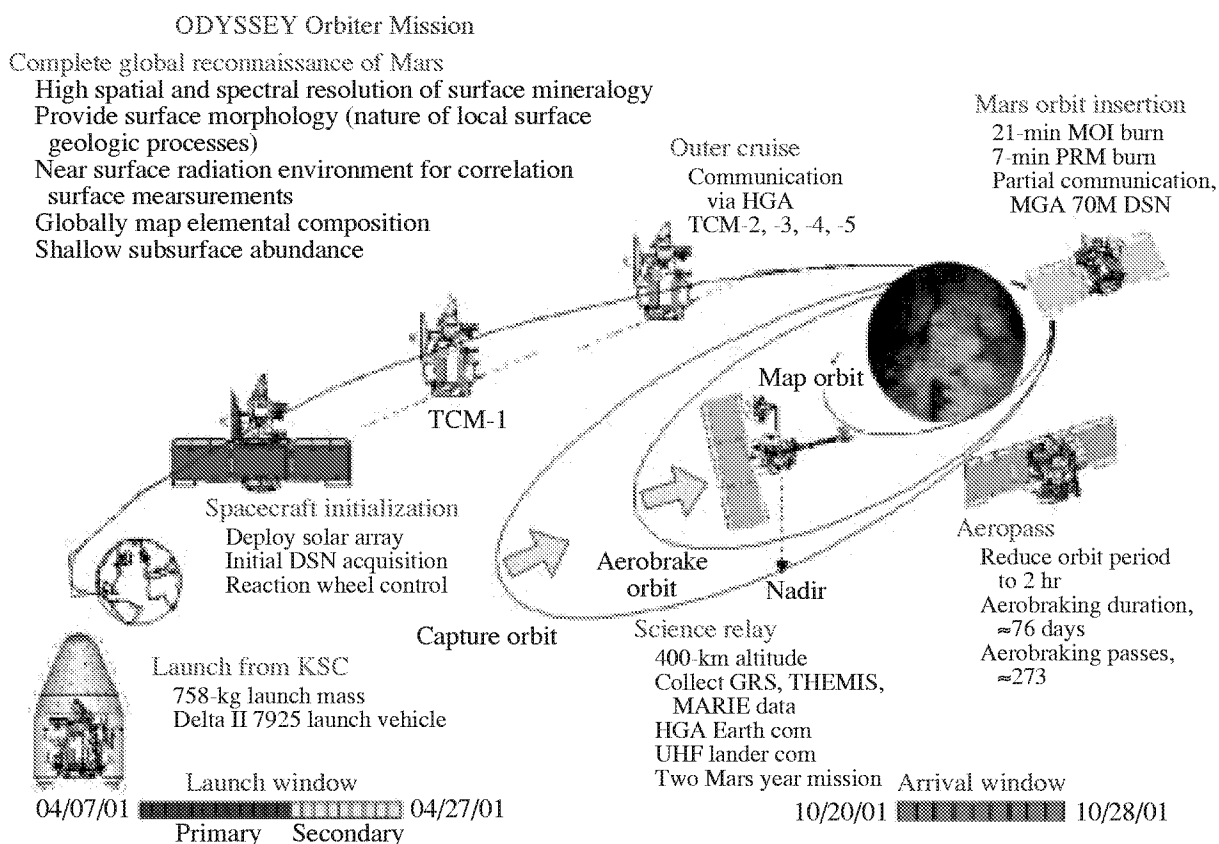 ODYSSEY Orbiter Mission
Complete global reconnaissance of Mars
High spatial and spectral resolution of surface mineralogy
Provide surface morphology (nature of local surface
geologic processes)
Near surface radiation environment for correlation
surface mearsurements
Globally map elemental composition
Shallow subsurface abundance
Outer cruise
Communication
via HGA
TCM-2, -3, -4, -5
Mars orbit insertion
21-min MOI burn
7-min PRM burn
Partial communication,
MGA 70M DSN
TCM-1
Map orbit
Spacecraft initialization
Deploy solar array
Initial DSN acquisition
Reaction wheel control
Capture orbit
Aerobrake
orbit
Nadir
Aeropass
Reduce orbit period
to 2 hr
Aerobraking duration,
≈76 days
Aerobraking passes,
≈273
Launch from KSC
758-kg launch mass
Delta II 7925 launch vehicle
Science relay
400-km altitude
Collect GRS, THEMIS,
MARIE data
HGA Earth com
UHF lander com
Two Mars year mission
Launch window
04/07/01 04/27/01
Primary Secondary
Arrival window
10/20/01 10/28/01